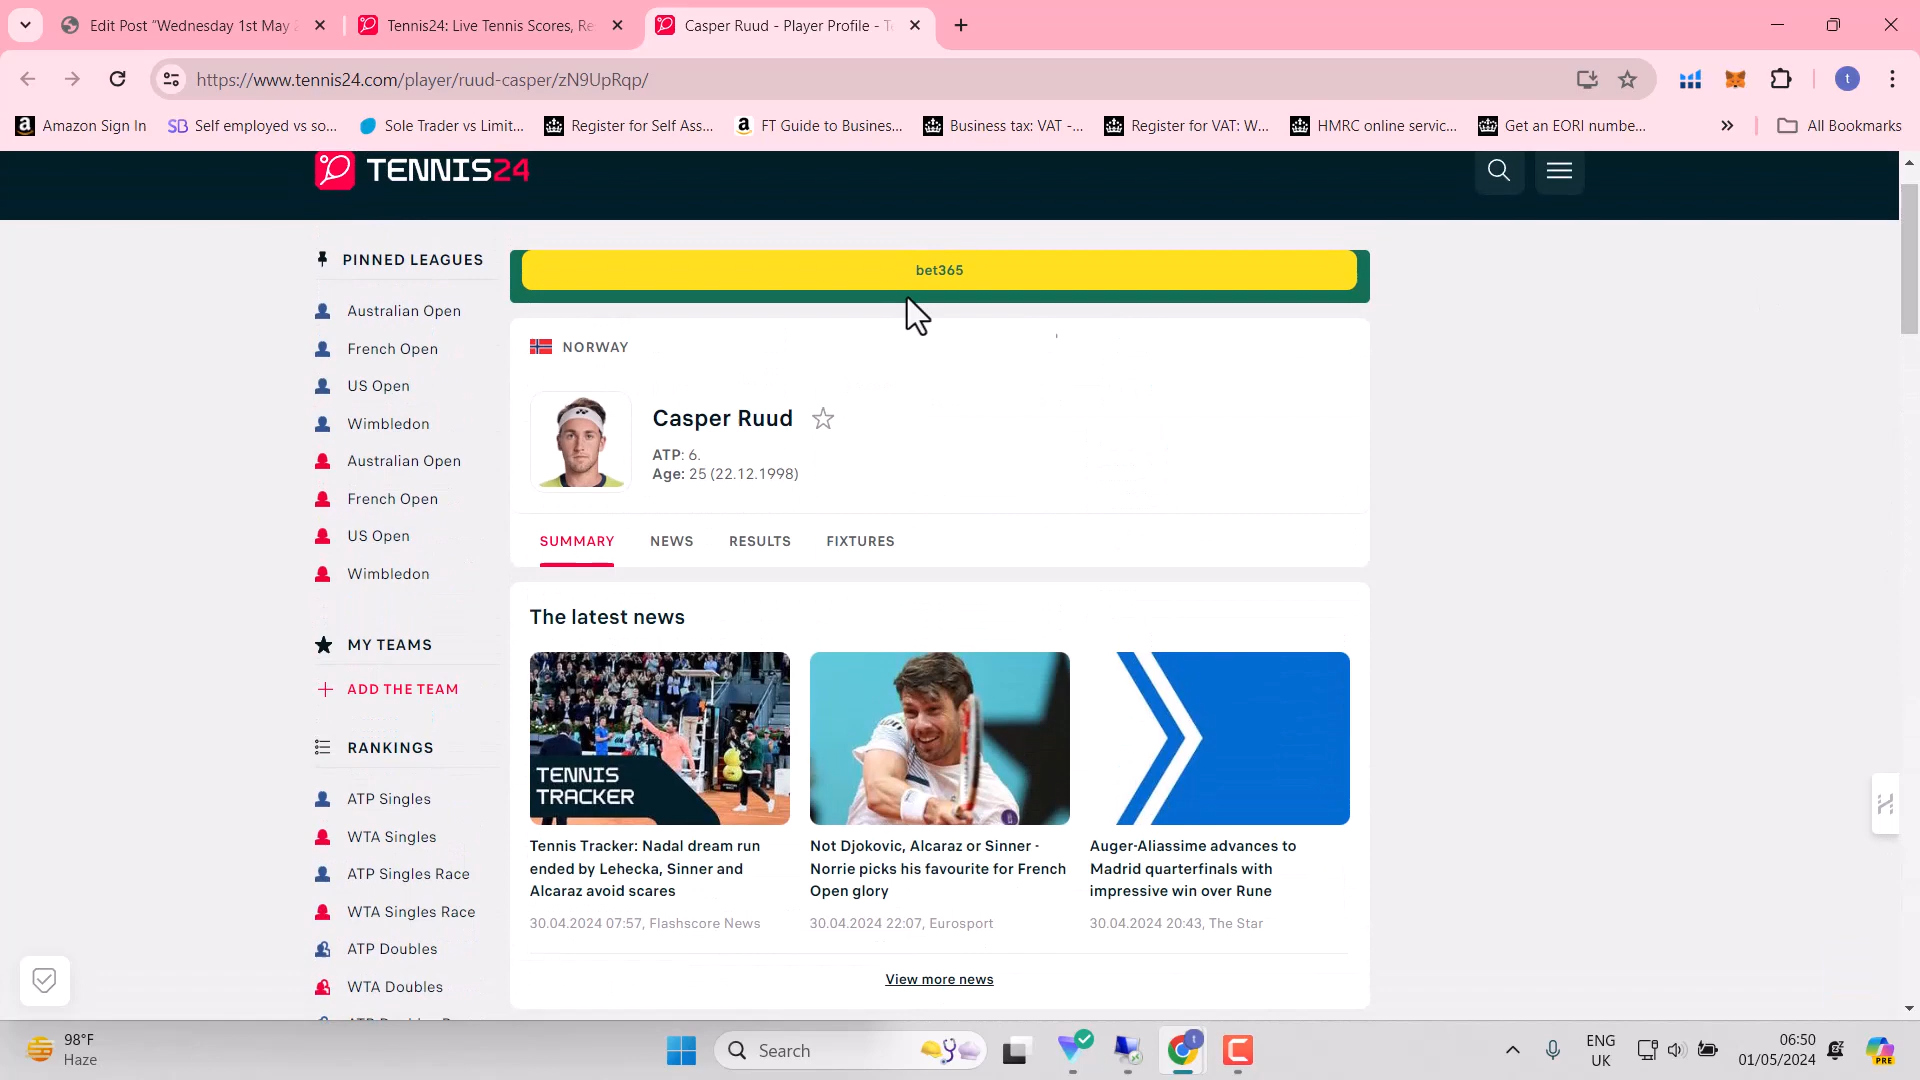 Edit Post "Wednesday 1st May 2
Tennis24: Live Tennis Scores, Re
Casper Ruud - Player Profile - Te
https://www.tennis24.com/player/ruud-casper/zN9UpRqp/
t
Amazon Sign In
Self employed vs so...
Sole Trader vs Limit...
Register for Self Ass...
FT Guide to Busines...
Business tax: VAT -...
Register for VAT: W...
HMRC online servic...
Get an EORI numbe...
All Bookmarks
TENNIS24
PINNED LEAGUES
Australian Open
French Open
US Open
Wimbledon
Australian Open
French Open
US Open
Wimbledon
MY TEAMS
ADD THE TEAM
RANKINGS
ATP Singles
WTA Singles
ATP Singles Race
WTA Singles Race
ATP Doubles
WTA Doubles
bet365
NORWAY
Casper Ruud
ATP: 6.
Age: 25 (22.12.1998)
SUMMARY NEWS RESULTS FIXTURES
The latest news
TENNIS
TRACKER
Tennis Tracker: Nadal dream run
ended by Lehecka, Sinner and
Alcaraz avoid scares
30.04.2024 07:57, Flashscore News
Not Djokovic, Alcaraz or Sinner -
Norrie picks his favourite for French
Open glory
30.04.2024 22:07, Eurosport
Auger-Aliassime advances to
Madrid quarterfinals with
impressive win over Rune
30.04.2024 20:43, The Star
View more news
98°F
Haze
Search
ENG
UK
06:50
01/05/2024
PRE